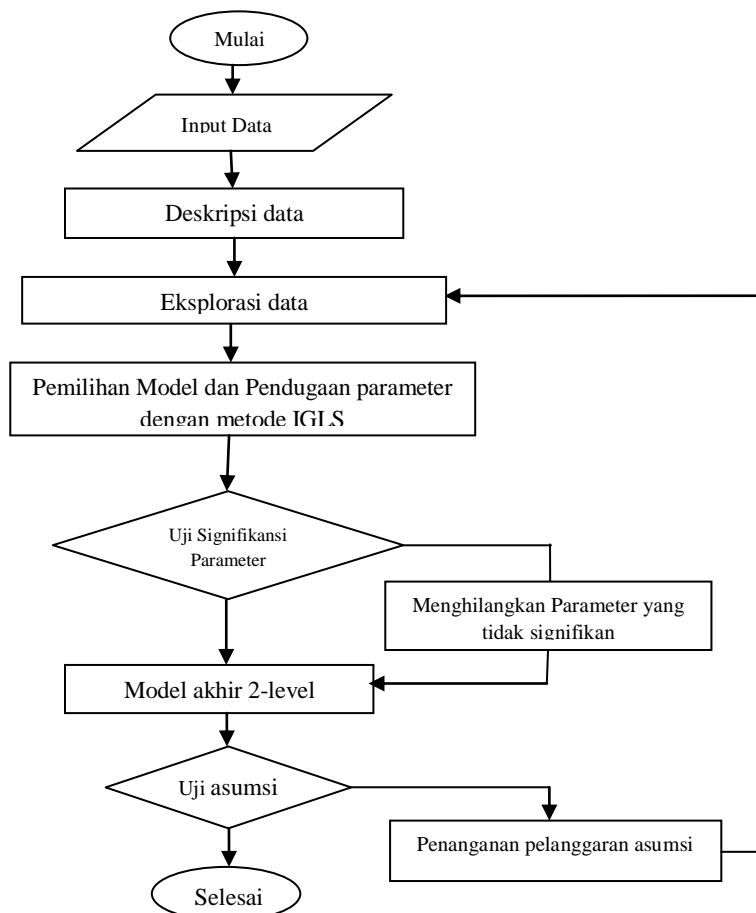 Mulai
Input Data
Deskripsi data
Eksplorasi data
Pemilihan Model dan Pendugaan parameter
dengan metode IGLS
Uji Signifikansi
Parameter
Menghilangkan Parameter yang
tidak signifikan
Model akhir 2-level
Uji asumsi
Penanganan pelanggaran asumsi
Selesai